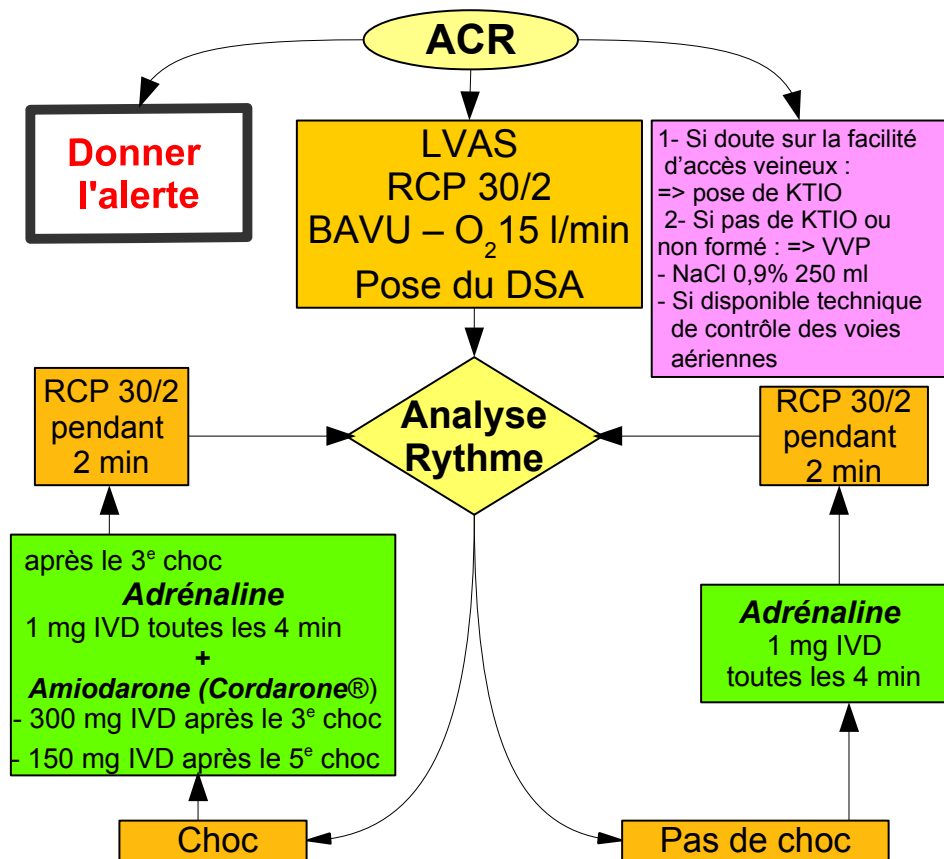 ACR
Donner
l'alerte
LVAS
RCP 30/2
BAVU – O₂15 l/min
Pose du DSA
1- Si doute sur la facilité
d'accès veineux :
=> pose de KTIO
2- Si pas de KTIO ou
non formé : => VVP
- NaCl 0,9% 250 ml
- Si disponible technique
de contrôle des voies
aériennes
RCP 30/2
pendant
2 min
Analyse
Rythme
RCP 30/2
pendant
2 min
après le 3ᵉ choc
Adrénaline
1 mg IVD toutes les 4 min
+
Amiodarone (Cordarone®)
- 300 mg IVD après le 3ᵉ choc
- 150 mg IVD après le 5ᵉ choc
Adrénaline
1 mg IVD
toutes les 4 min
Choc
Pas de choc